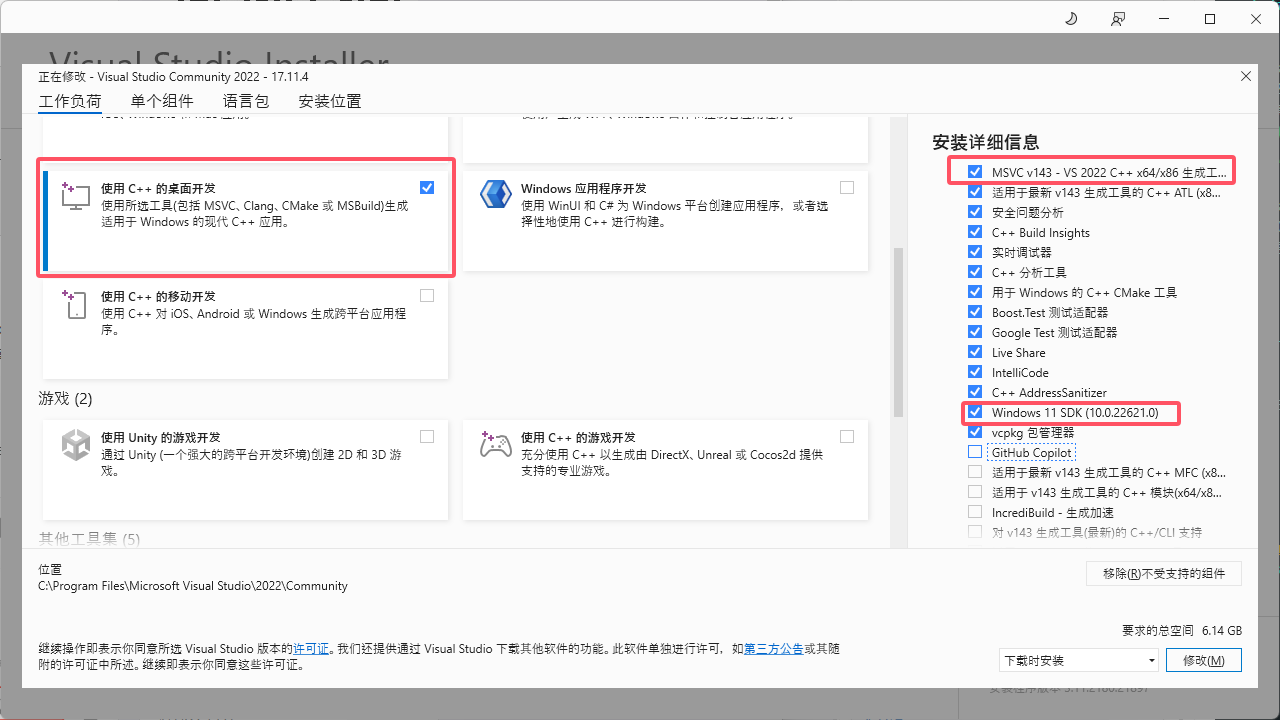 Visual Studio Installer
正在修改 - Visual Studio Community 2022 - 17.11.4
工作负荷 单个组件 语言包 安装位置
使用 C++ 的桌面开发
使用所选工具(包括 MSVC、Clang、CMake 或 MSBuild)生成
适用于 Windows 的现代 C++ 应用。
Windows 应用程序开发
使用 WinUI 和 C# 为 Windows 平台创建应用程序，或者选
择性地使用 C++ 进行构建。
使用 C++ 的移动开发
使用 C++ 对 iOS、Android 或 Windows 生成跨平台应用程
序。
游戏 (2)
使用 Unity 的游戏开发
通过 Unity (一个强大的跨平台开发环境)创建 2D 和 3D 游
戏。
使用 C++ 的游戏开发
充分使用 C++ 以生成由 DirectX、Unreal 或 Cocos2d 提供
支持的专业游戏。
其他工具集 (5)
安装详细信息
MSVC v143 - VS 2022 C++ x64/x86 生成工...
适用于最新 v143 生成工具的 C++ ATL (x8...
安全问题分析
C++ Build Insights
实时调试器
C++ 分析工具
用于 Windows 的 C++ CMake 工具
Boost.Test 测试适配器
Google Test 测试适配器
Live Share
IntelliCode
C++ AddressSanitizer
Windows 11 SDK (10.0.22621.0)
vcpkg 包管理器
GitHub Copilot
适用于最新 v143 生成工具的 C++ MFC (x8...
适用于 v143 生成工具的 C++ 模块(x64/x8...
IncrediBuild - 生成加速
对 v143 生成工具(最新)的 C++/CLI 支持
位置
C:\Program Files\Microsoft Visual Studio\2022\Community
移除(R)不受支持的组件
要求的总空间 6.14 GB
继续操作即表示你同意所选 Visual Studio 版本的许可证。我们还提供通过 Visual Studio 下载其他软件的功能。此软件单独进行许可，如第三方公告或其随
附的许可证中所述。继续即表示你同意这些许可证。
下载时安装
修改(M)